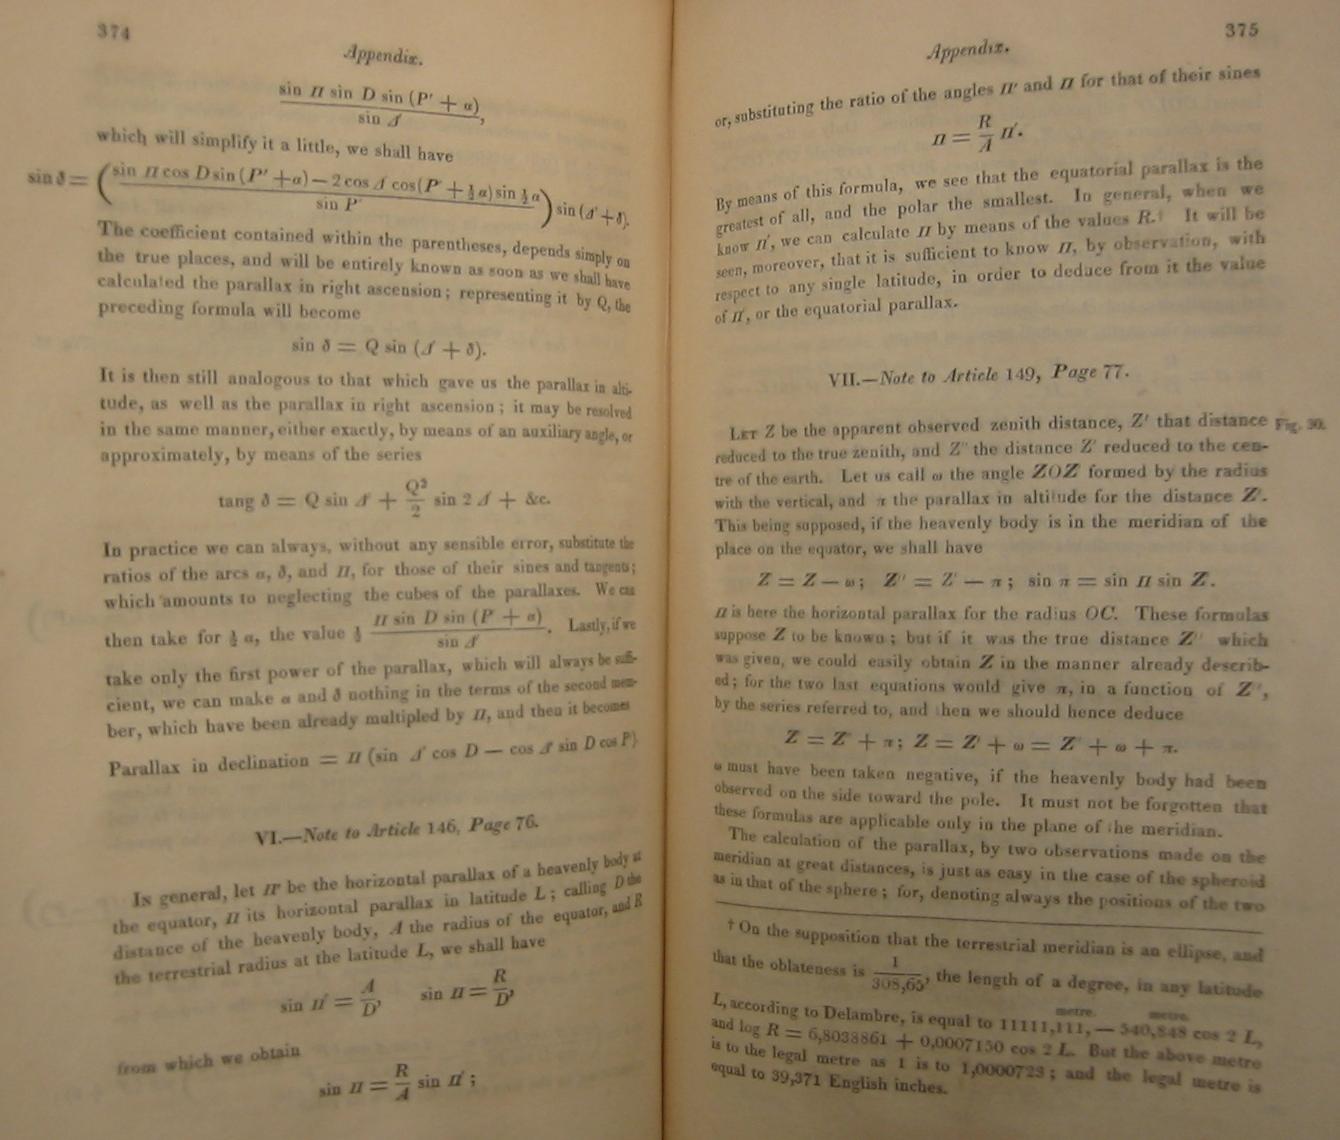 374
Appendix.
sin Π sin D sin (P′ + α)
sin Δ ,
which will simplify it a little, we shall have
sin δ = ( sin Π cos D sin (P′ + α) — 2 cos Δ cos (P + ½ α) sin ½ α / sin P ) sin (Δ + δ).
The coefficient contained within the parentheses, depends simply on
the true places, and will be entirely known as soon as we shall have
calculated the parallax in right ascension; representing it by Q, the
preceding formula will become
sin δ = Q sin (Δ + δ).
It is then still analogous to that which gave us the parallax in alti-
tude, as well as the parallax in right ascension; it may be resolved
in the same manner, either exactly, by means of an auxiliary angle, or
approximately, by means of the series
tang δ = Q sin Δ + Q²/2 sin 2 Δ + &c.
In practice we can always, without any sensible error, substitute the
ratios of the arcs α, δ, and Π, for those of their sines and tangents;
which amounts to neglecting the cubes of the parallaxes. We can
then take for ½ α, the value ½ Π sin D sin (P + α) / sin Δ . Lastly, if we
take only the first power of the parallax, which will always be suffi-
cient, we can make α and δ nothing in the terms of the second mem-
ber, which have been already multipled by Π, and then it becomes
Parallax in declination = Π (sin Δ cos D — cos Δ sin D cos P)
VI.—Note to Article 146, Page 76.
In general, let Π′ be the horizontal parallax of a heavenly body at
the equator, Π its horizontal parallax in latitude L; calling D the
distance of the heavenly body, A the radius of the equator, and R
the terrestrial radius at the latitude L, we shall have
sin Π′ = A/D, sin Π = R/D,
from which we obtain
sin Π = R/A sin Π′;
375
Appendix.
or, substituting the ratio of the angles Π′ and Π for that of their sines
Π = R/A Π′.
By means of this formula, we see that the equatorial parallax is the
greatest of all, and the polar the smallest. In general, when we
know Π′, we can calculate Π by means of the values R.† It will be
seen, moreover, that it is sufficient to know Π, by observation, with
respect to any single latitude, in order to deduce from it the value
of Π′, or the equatorial parallax.
VII.—Note to Article 149, Page 77.
Let Z be the apparent observed zenith distance, Z′ that distance Fig. 30.
reduced to the true zenith, and Z″ the distance Z′ reduced to the cen-
tre of the earth. Let us call ω the angle ZOZ′ formed by the radius
with the vertical, and π the parallax in altitude for the distance Z′.
This being supposed, if the heavenly body is in the meridian of the
place on the equator, we shall have
Z′ = Z — ω; Z″ = Z′ — π; sin π = sin Π sin Z′.
Π is here the horizontal parallax for the radius OC. These formulas
suppose Z to be known; but if it was the true distance Z″ which
was given, we could easily obtain Z in the manner already describ-
ed; for the two last equations would give π, in a function of Z″,
by the series referred to, and then we should hence deduce
Z′ = Z″ + π; Z = Z′ + ω = Z″ + ω + π.
ω must have been taken negative, if the heavenly body had been
observed on the side toward the pole. It must not be forgotten that
these formulas are applicable only in the plane of the meridian.
The calculation of the parallax, by two observations made on the
meridian at great distances, is just as easy in the case of the spheroid
as in that of the sphere; for, denoting always the positions of the two
† On the supposition that the terrestrial meridian is an ellipse, and
that the oblateness is 1/308,65, the length of a degree, in any latitude
metre. metre.
L, according to Delambre, is equal to 11111,111, — 540,848 cos 2 L,
and log R = 6,8038861 + 0,0007150 cos 2 L. But the above metre
is to the legal metre as 1 is to 1,0000723; and the legal metre is
equal to 39,371 English inches.